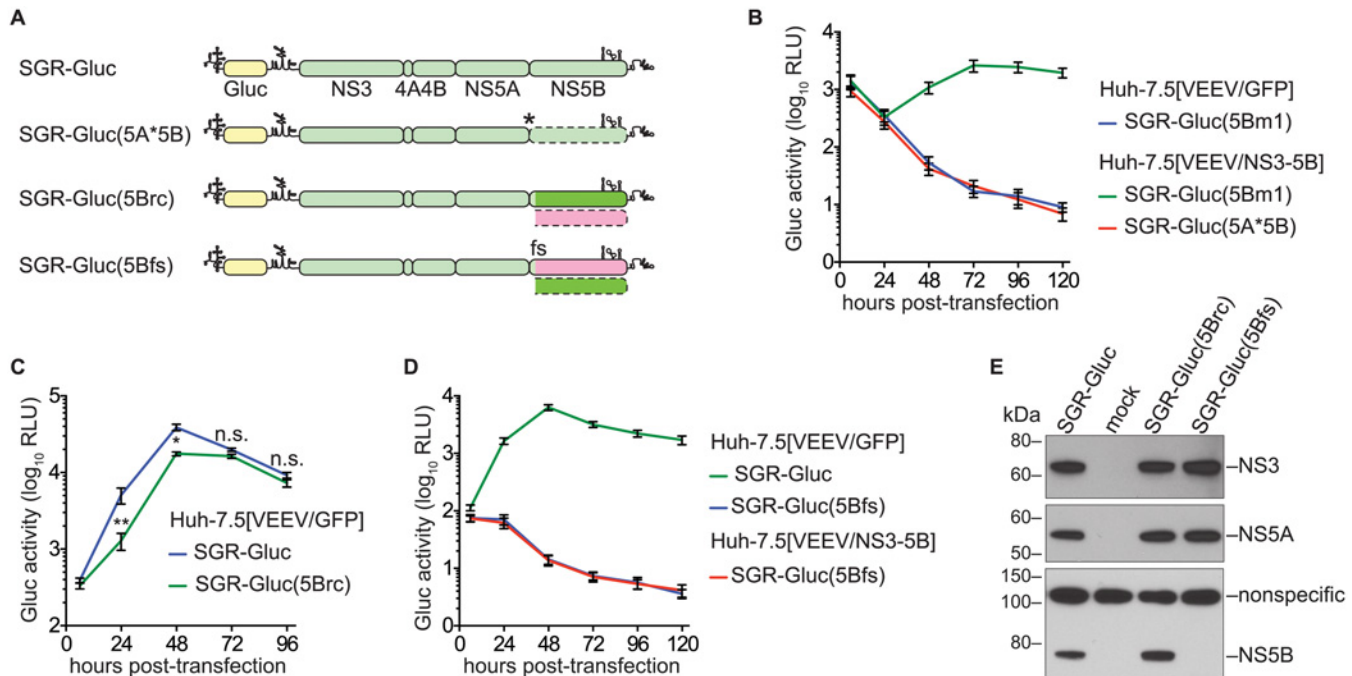 A
SGR-Gluc
Gluc
NS3
4A4B
NS5A
NS5B
SGR-Gluc(5A*5B)
*
SGR-Gluc(5Brc)
SGR-Gluc(5Bfs)
fs
B
Gluc activity (log10 RLU)
4
3
2
1
0
0 24 48 72 96 120
hours post-transfection
Huh-7.5[VEEV/GFP]
SGR-Gluc(5Bm1)
Huh-7.5[VEEV/NS3-5B]
SGR-Gluc(5Bm1)
SGR-Gluc(5A*5B)
C
Gluc activity (log10 RLU)
5
4
3
2
0 24 48 72 96
hours post-transfection
**
*
n.s.
n.s.
Huh-7.5[VEEV/GFP]
SGR-Gluc
SGR-Gluc(5Brc)
D
Gluc activity (log10 RLU)
4
3
2
1
0
0 24 48 72 96 120
hours post-transfection
Huh-7.5[VEEV/GFP]
SGR-Gluc
SGR-Gluc(5Bfs)
Huh-7.5[VEEV/NS3-5B]
SGR-Gluc(5Bfs)
E
kDa
SGR-Gluc
mock
SGR-Gluc(5Brc)
SGR-Gluc(5Bfs)
80
60
NS3
60
50
NS5A
150
100
nonspecific
80
NS5B